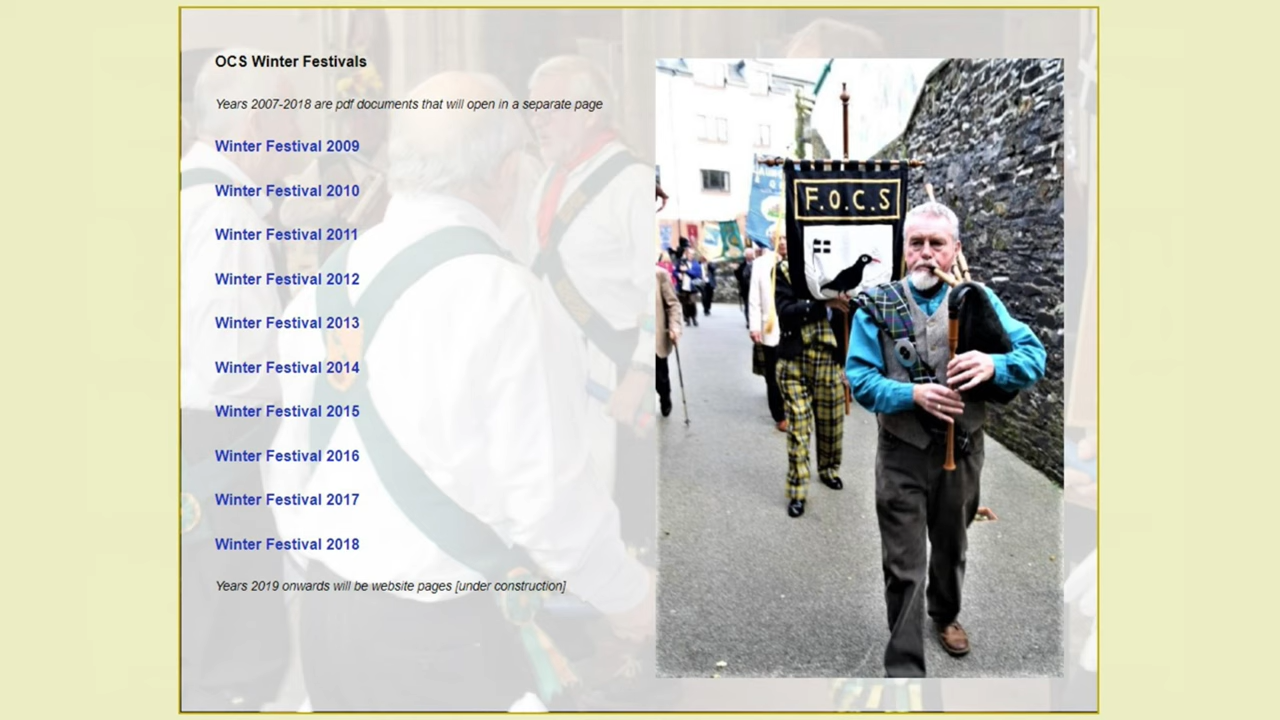 OCS Winter Festivals
Years 2007-2018 are pdf documents that will open in a separate page
Winter Festival 2009
Winter Festival 2010
Winter Festival 2011
Winter Festival 2012
Winter Festival 2013
Winter Festival 2014
Winter Festival 2015
Winter Festival 2016
Winter Festival 2017
Winter Festival 2018
Years 2019 onwards will be website pages [under construction]
F.O.C.S